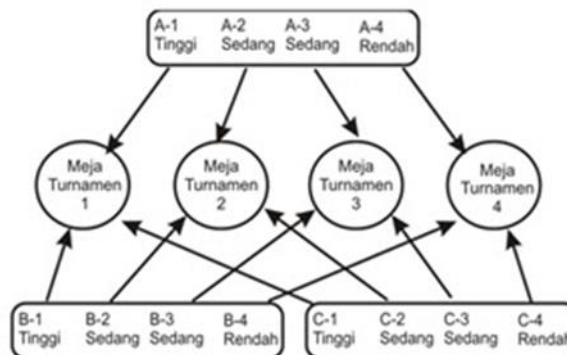 A-1 A-2 A-3 A-4
Tinggi Sedang Sedang Rendah
Meja
Turnamen
1
Meja
Turnamen
2
Meja
Turnamen
3
Meja
Turnamen
4
B-1 B-2 B-3 B-4
Tinggi Sedang Sedang Rendah
C-1 C-2 C-3 C-4
Tinggi Sedang Sedang Rendah